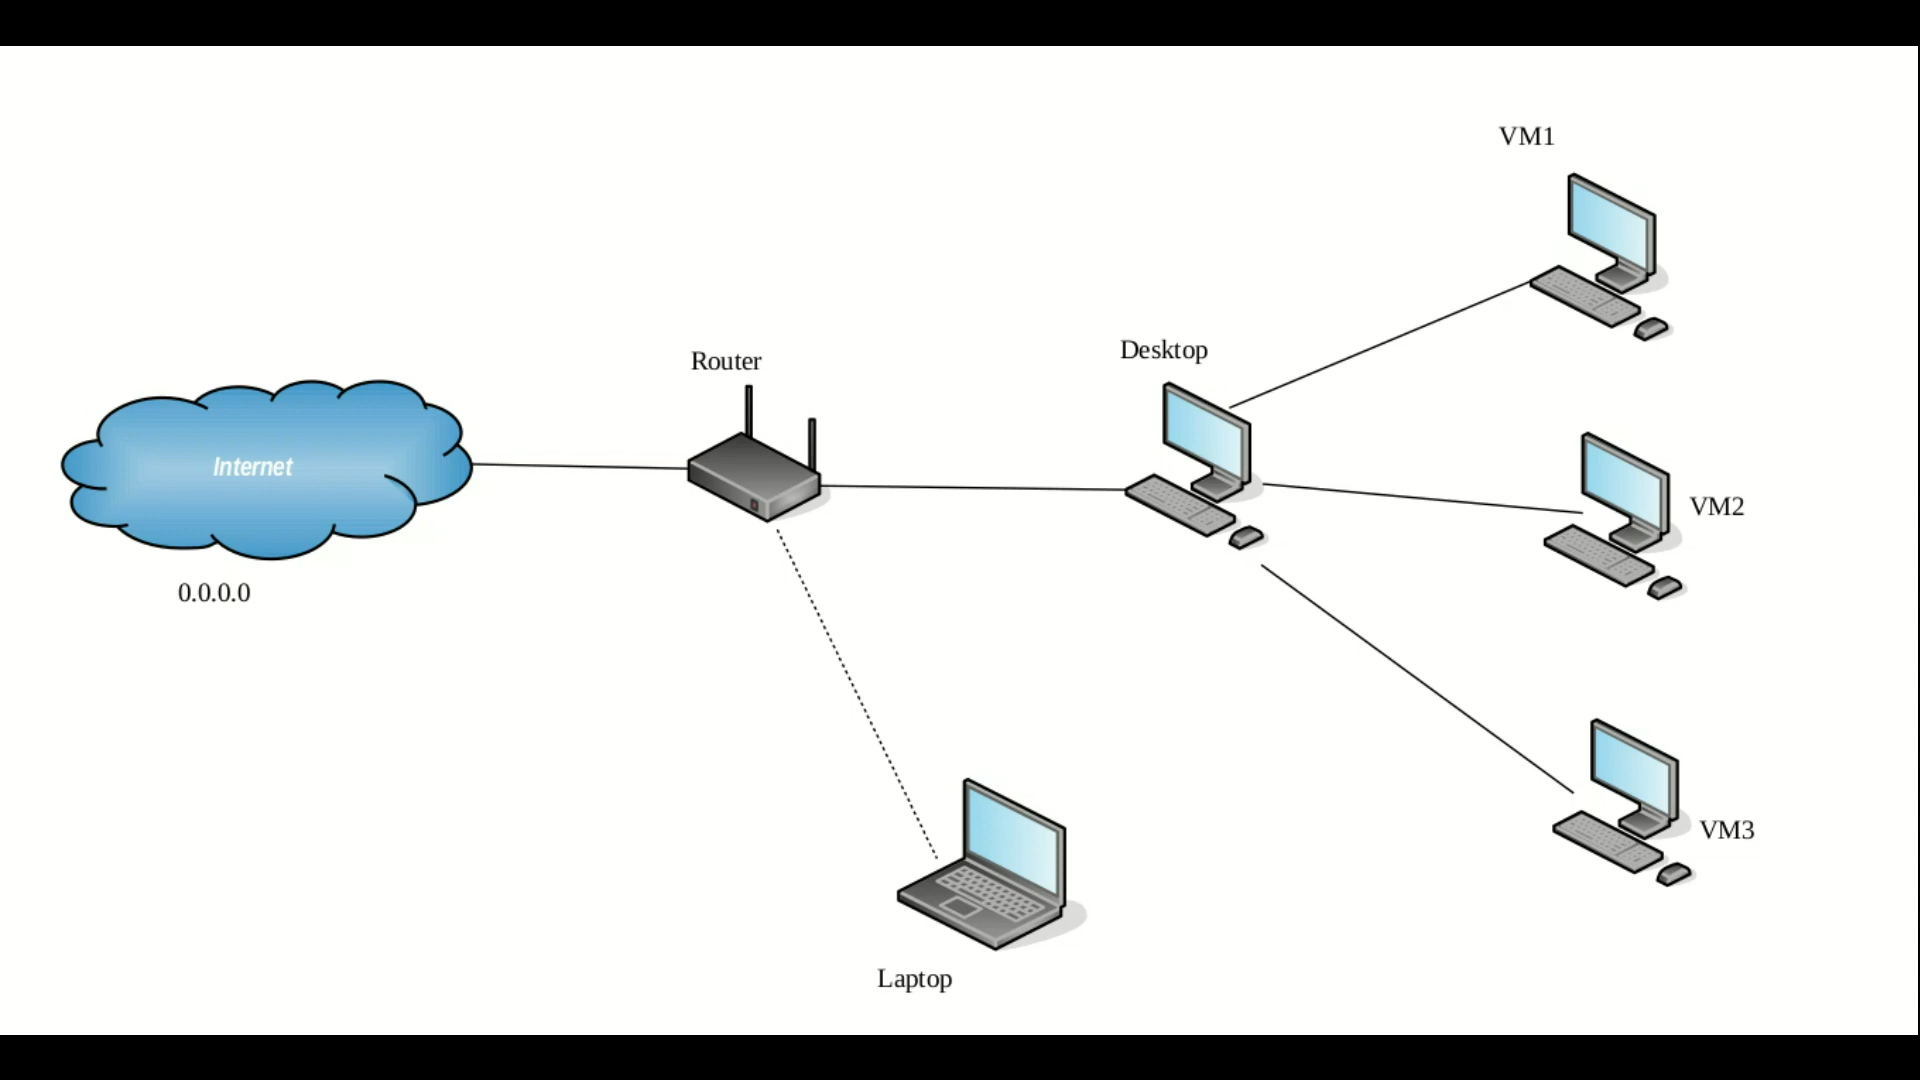 VM1
Desktop
Router
Internet
VM2
0.0.0.0
VM3
Laptop